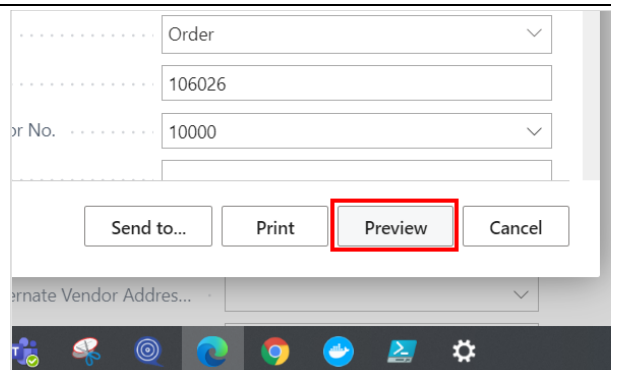 Order
106026
or No.
10000
Send to...
Print
Preview
Cancel
ernate Vendor Addres...